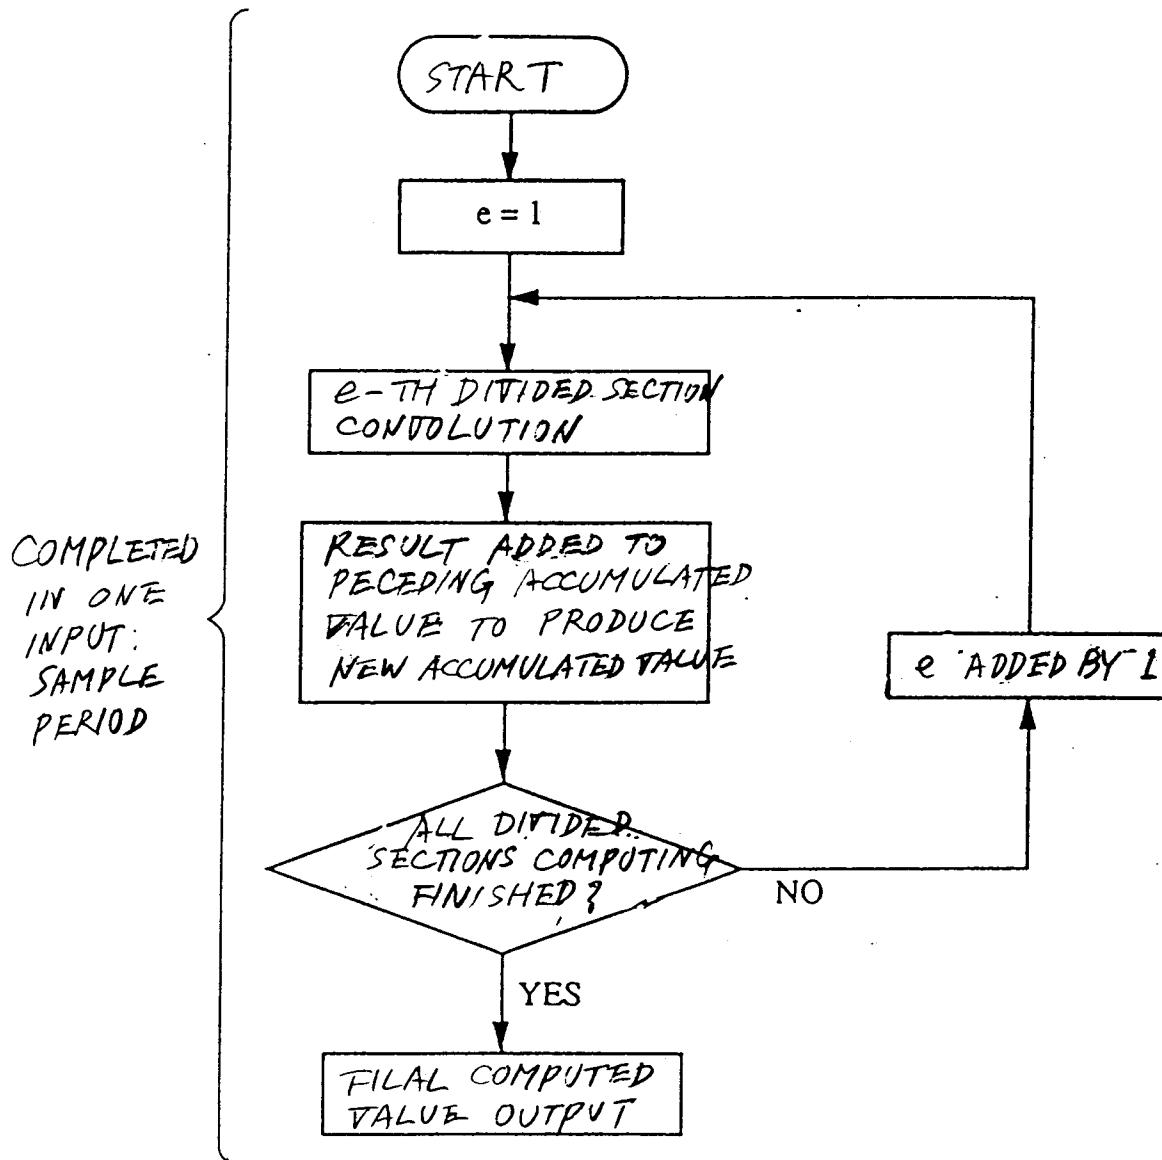 START
e = 1
e-TH DIVIDED SECTION
CONVOLUTION
RESULT ADDED TO
PECEDING ACCUMULATED
VALUE TO PRODUCE
NEW ACCUMULATED VALUE
COMPLETED
IN ONE
INPUT
SAMPLE
PERIOD
e ADDED BY 1
ALL DIVIDED
SECTIONS COMPUTING
FINISHED?
NO
YES
FILAL COMPUTED
VALUE OUTPUT